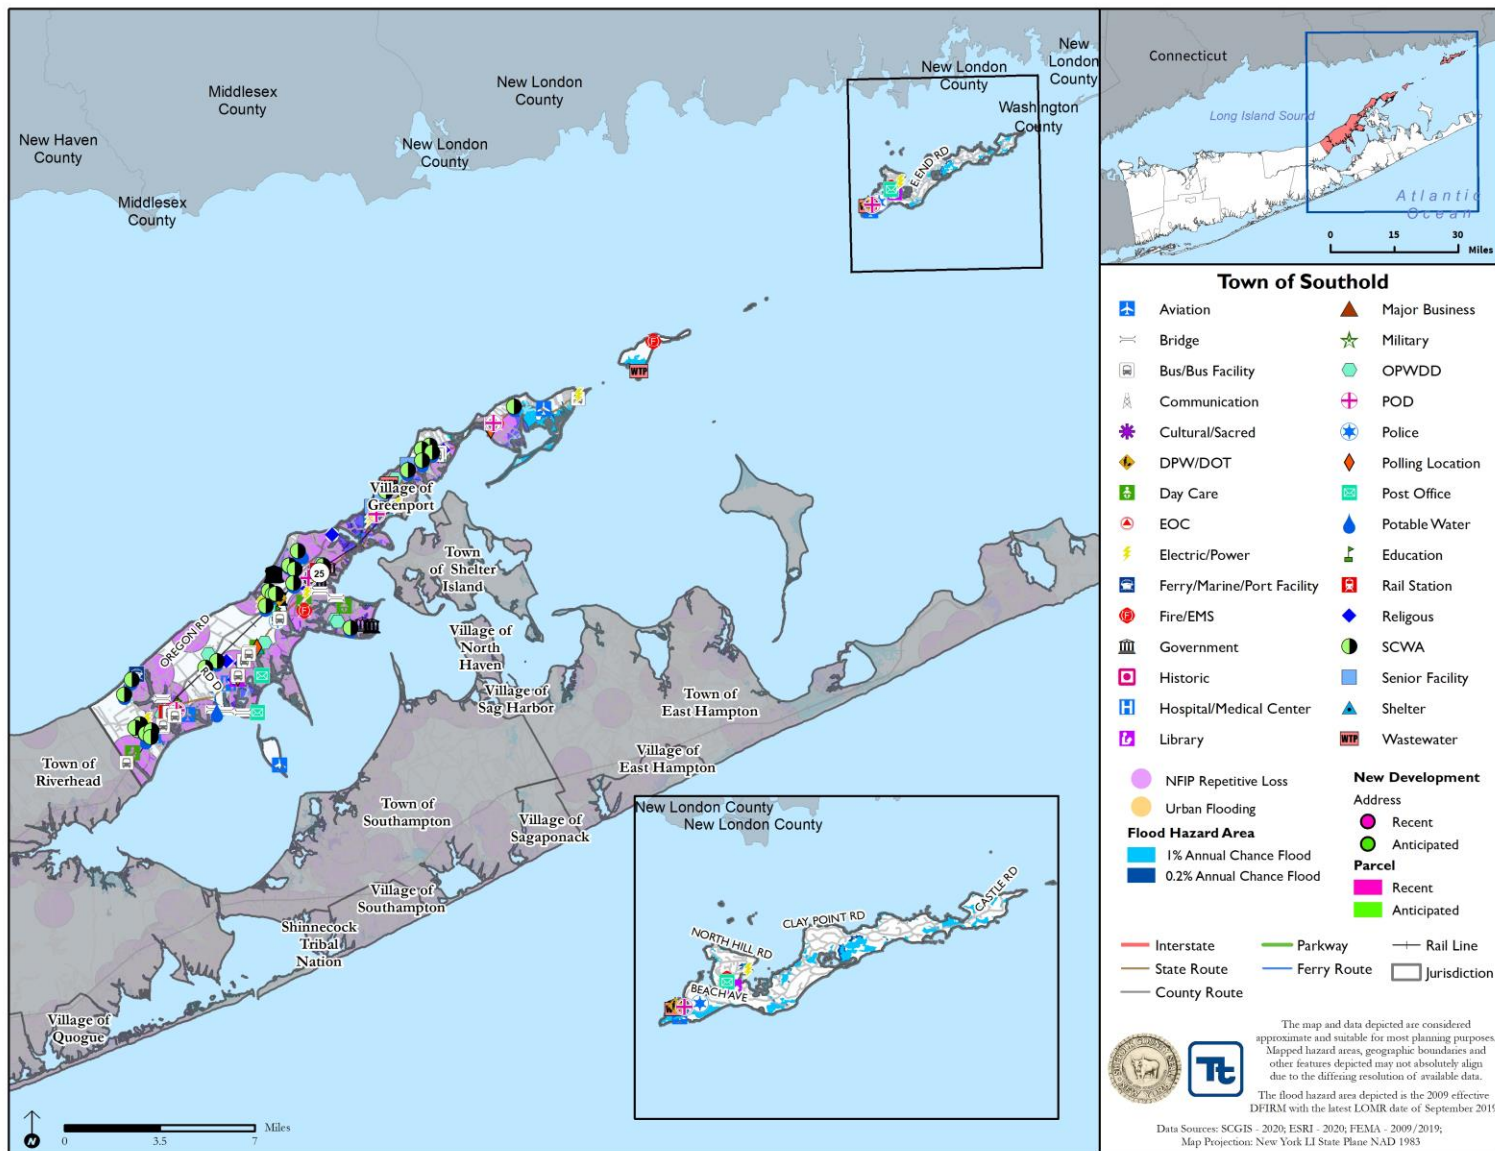 New Haven
County
Middlesex
County
Middlesex
County
New London
County
New London
County
New London
County
New
London
County
Washington
County
E END RD
Village of
Greenport
25
Town
of Shelter
Island
OREGON RD
RD D
Village of
North
Haven
Village of
Sag Harbor
Town of
East Hampton
Village of
East Hampton
Town of
Riverhead
Town of
Southampton
Village of
Sagaponack
Village of
Southampton
Shinnecock
Tribal
Nation
Village of
Quogue
WTP
New London County
New London County
CASTLE RD
CLAY POINT RD
NORTH HILL RD
BEACH AVE
N
0 3.5 7
Miles
Connecticut
Long Island Sound
Atlantic
Ocean
0 15 30
Miles
Town of Southold
Aviation
Bridge
Bus/Bus Facility
Communication
Cultural/Sacred
DPW/DOT
Day Care
EOC
Electric/Power
Ferry/Marine/Port Facility
Fire/EMS
Government
Historic
Hospital/Medical Center
Library
Major Business
Military
OPWDD
POD
Police
Polling Location
Post Office
Potable Water
Education
Rail Station
Religous
SCWA
Senior Facility
Shelter
WTP Wastewater
NFIP Repetitive Loss
Urban Flooding
Flood Hazard Area
1% Annual Chance Flood
0.2% Annual Chance Flood
New Development
Address
Recent
Anticipated
Parcel
Recent
Anticipated
Interstate
State Route
County Route
Parkway
Ferry Route
Rail Line
Jurisdiction
Tt
The map and data depicted are considered
approximate and suitable for most planning purposes.
Mapped hazard areas, geographic boundaries and
other features depicted may not absolutely align
due to the differing resolution of available data.
The flood hazard area depicted is the 2009 effective
DFIRM with the latest LOMR date of September 2019
Data Sources: SCGIS - 2020; ESRI - 2020; FEMA - 2009/2019;
Map Projection: New York LI State Plane NAD 1983